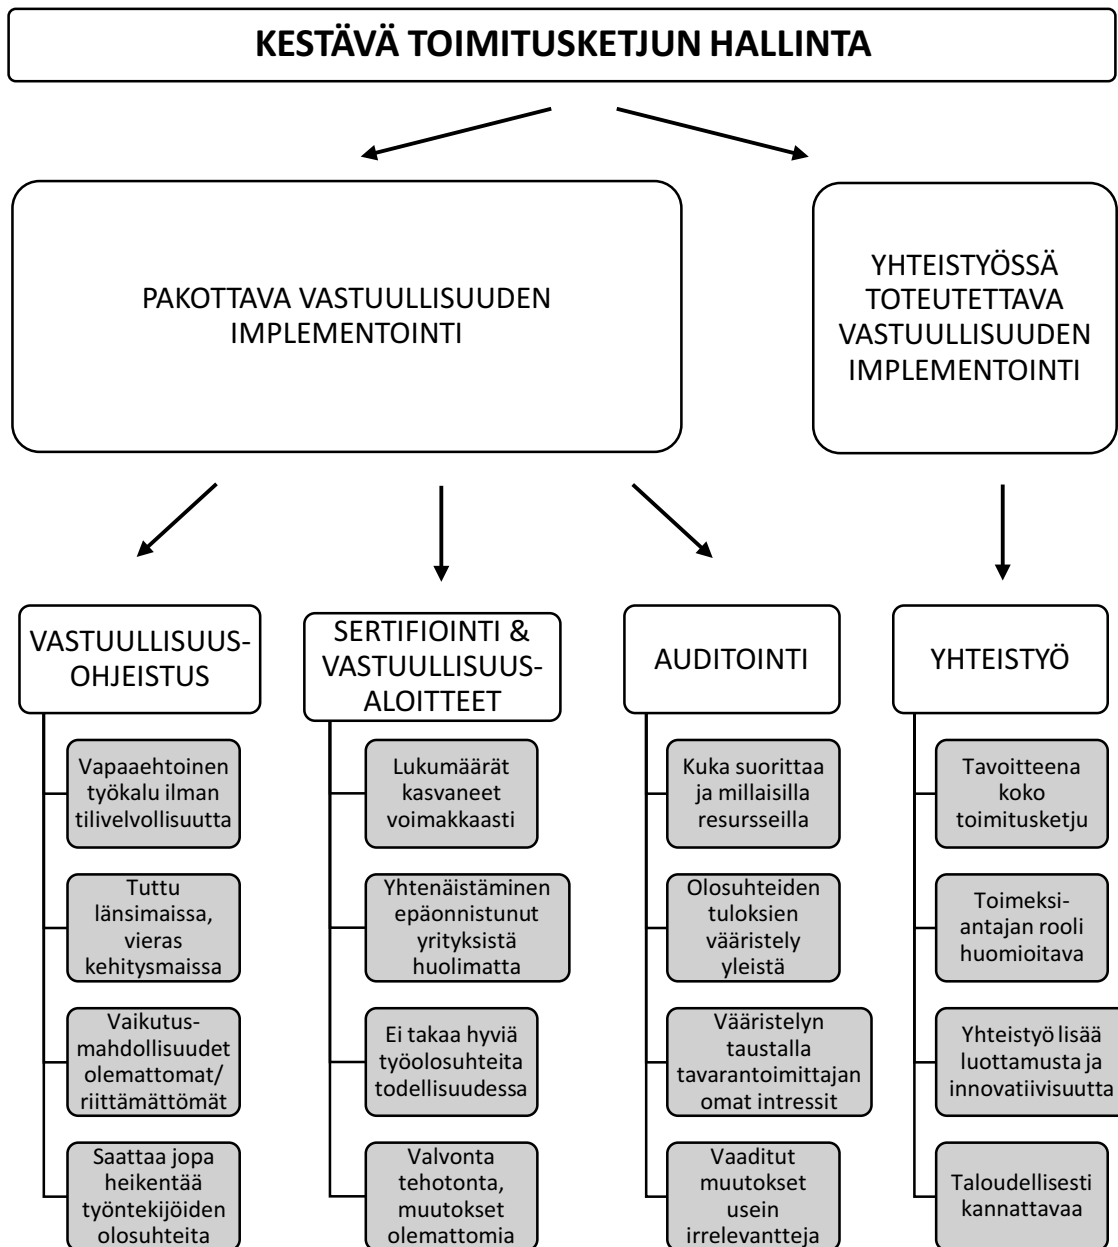 KESTÄVÄ TOIMITUSKETJUN HALLINTA
PAKOTTAVA VASTUULLISUUDEN
IMPLEMENTOINTI
YHTEISTYÖSSÄ
TOTEUTETTAVA
VASTUULLISUUDEN
IMPLEMENTOINTI
VASTUULLISUUS-
OHJEISTUS
Vapaaehtoinen
työkalu ilman
tilivelvollisuutta
Tuttu
länsimaissa,
vieras
kehitysmaissa
Vaikutus-
mahdollisuudet
olemattomat/
riittämättömät
Saattaa jopa
heikentää
työntekijöiden
olosuhteita
SERTIFIOINTI &
VASTUULLISUUS-
ALOITTEET
Lukumäärät
kasvaneet
voimakkaasti
Yhtenäistäminen
epäonnistunut
yrityksistä
huolimatta
Ei takaa hyviä
työolosuhteita
todellisuudessa
Valvonta
tehotonta,
muutokset
olemattomia
AUDITOINTI
Kuka suorittaa
ja millaisilla
resursseilla
Olosuhteiden
tuloksien
vääristely
yleistä
Vääristelyn
taustalla
tavarantoimittajan
omat intressit
Vaaditut
muutokset
usein
irrelevantteja
YHTEISTYÖ
Tavoitteena
koko
toimitusketju
Toimeksi-
antajan rooli
huomioitava
Yhteistyö lisää
luottamusta ja
innovatiivisuutta
Taloudellisesti
kannattavaa